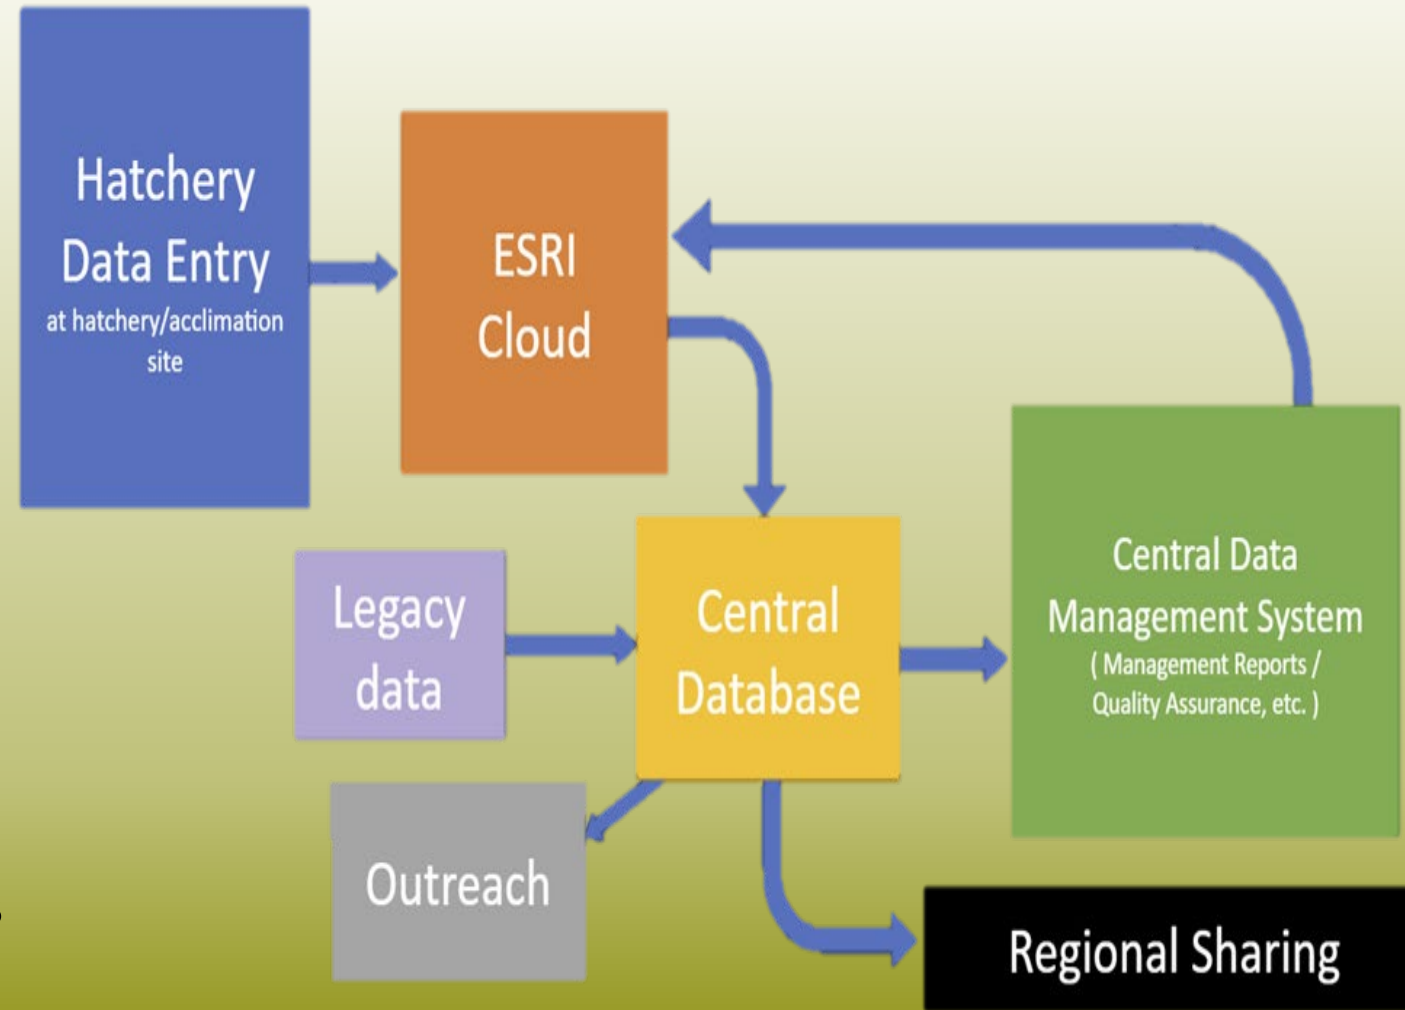 Hatchery
Data Entry
at hatchery/acclimation
site
ESRI
Cloud
Legacy
data
Central
Database
Central Data
Management System
( Management Reports /
Quality Assurance, etc. )
Outreach
Regional Sharing